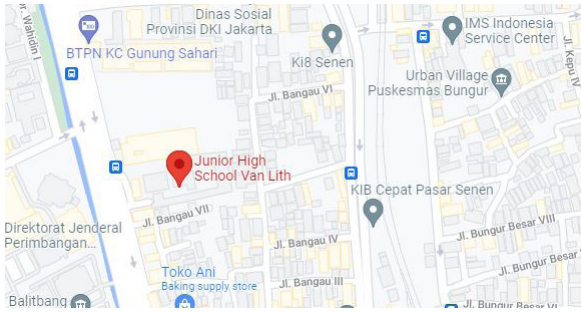 Dinas Sosial
Provinsi DKI Jakarta
IMS Indonesia
Service Center
r. Wahidin I
BTPN KC Gunung Sahari
Ki8 Senen
Urban Village
Puskesmas Bungur
Jl. Kepu IV
Jl. Bangau VI
Junior High
School Van Lith
KIB Cepat Pasar Senen
Jl. Bangau VII
Direktorat Jenderal
Perimbangan...
Jl. Bungur Besar VIII
Jl. Bangau IV
Toko Ani
Baking supply store
Jl. Bangau III
Jl. Bungur Besar
Balitbang
Jl. Bungur Besar